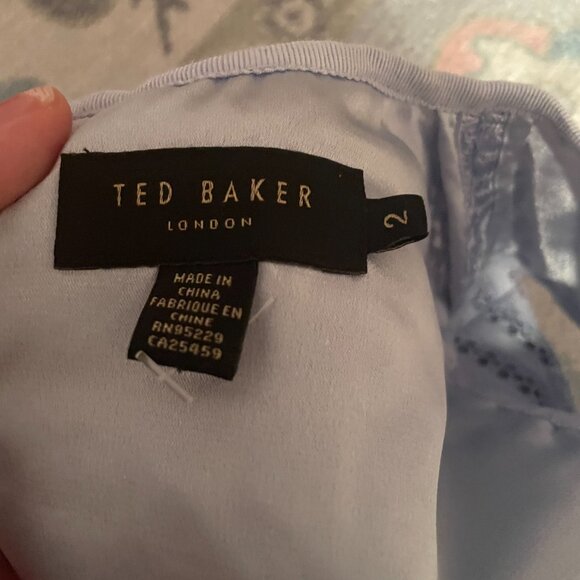 TED BAKER
LONDON
2
MADE IN
CHINA
FABRIQUE EN
CHINE
RN95229
CA25459